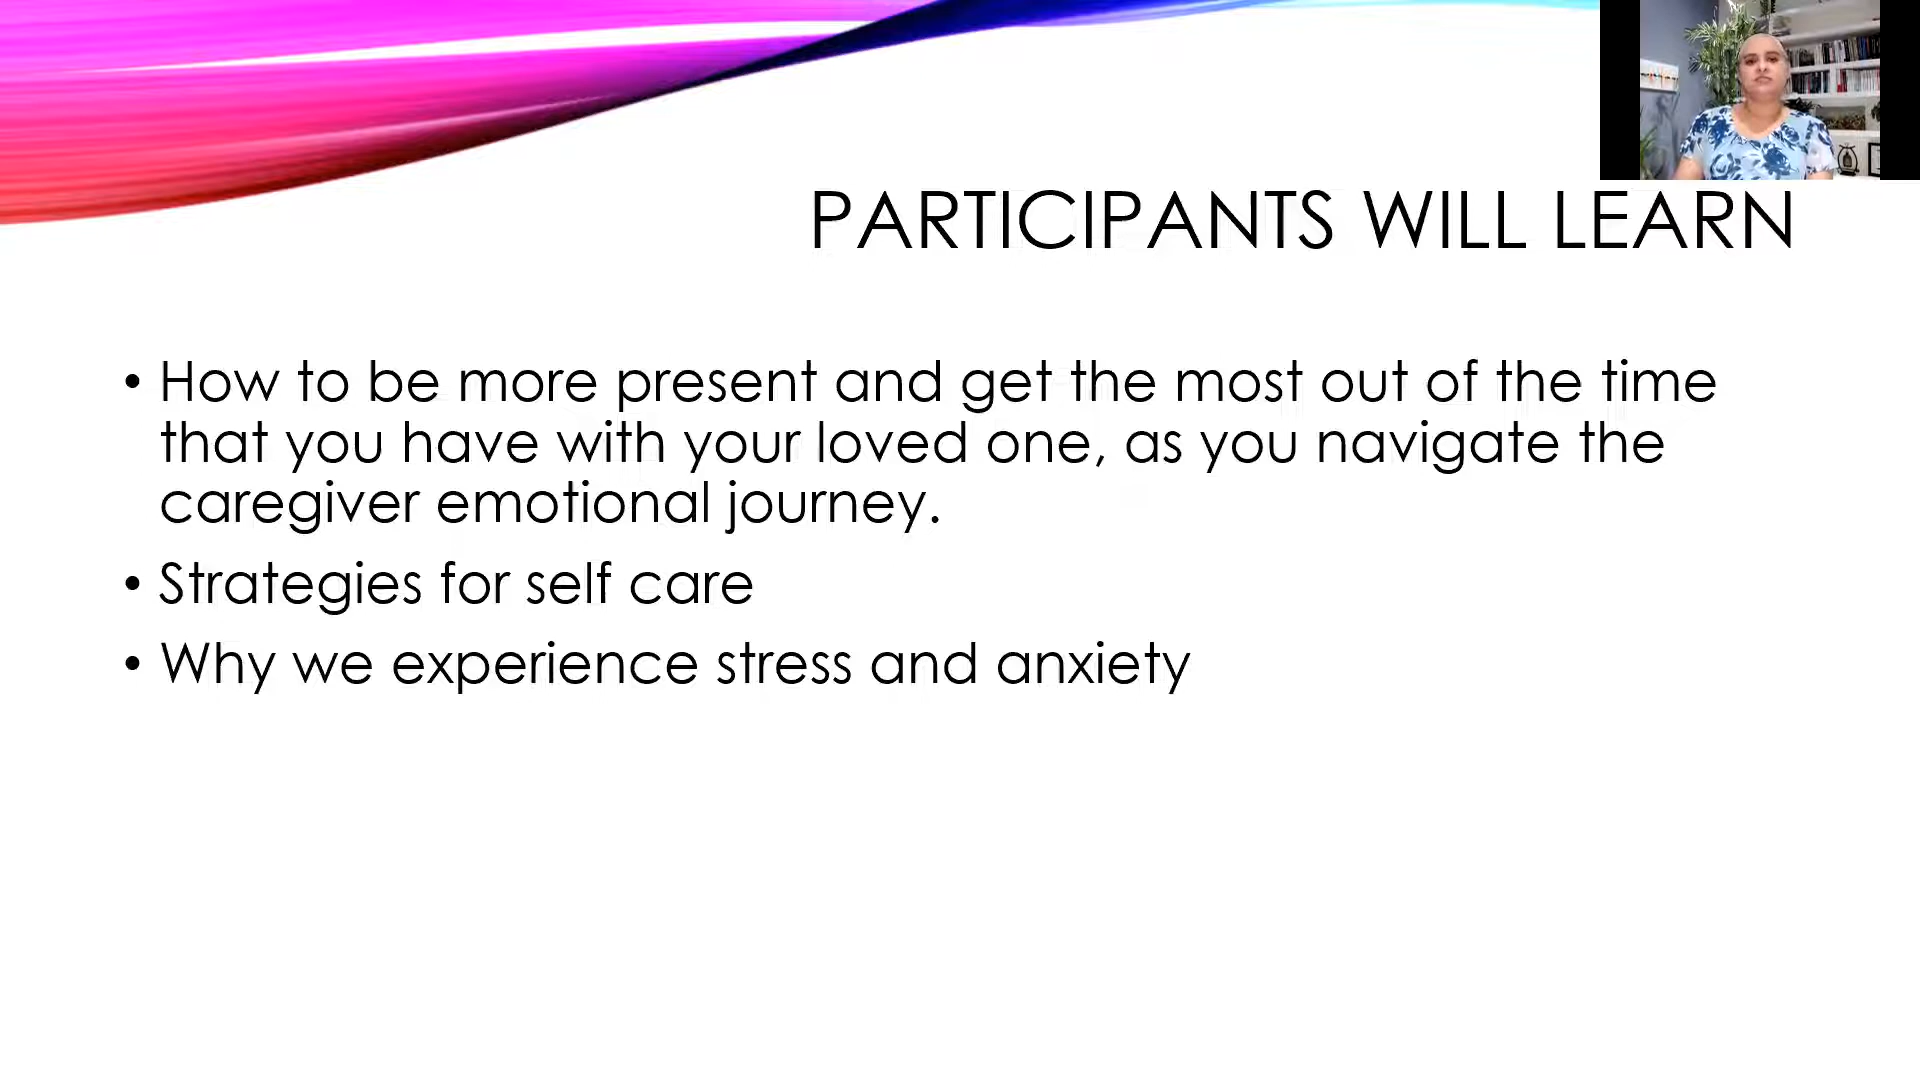 PARTICIPANTS WILL LEARN
• How to be more present and get the most out of the time
that you have with your loved one, as you navigate the
caregiver emotional journey.
• Strategies for self care
• Why we experience stress and anxiety